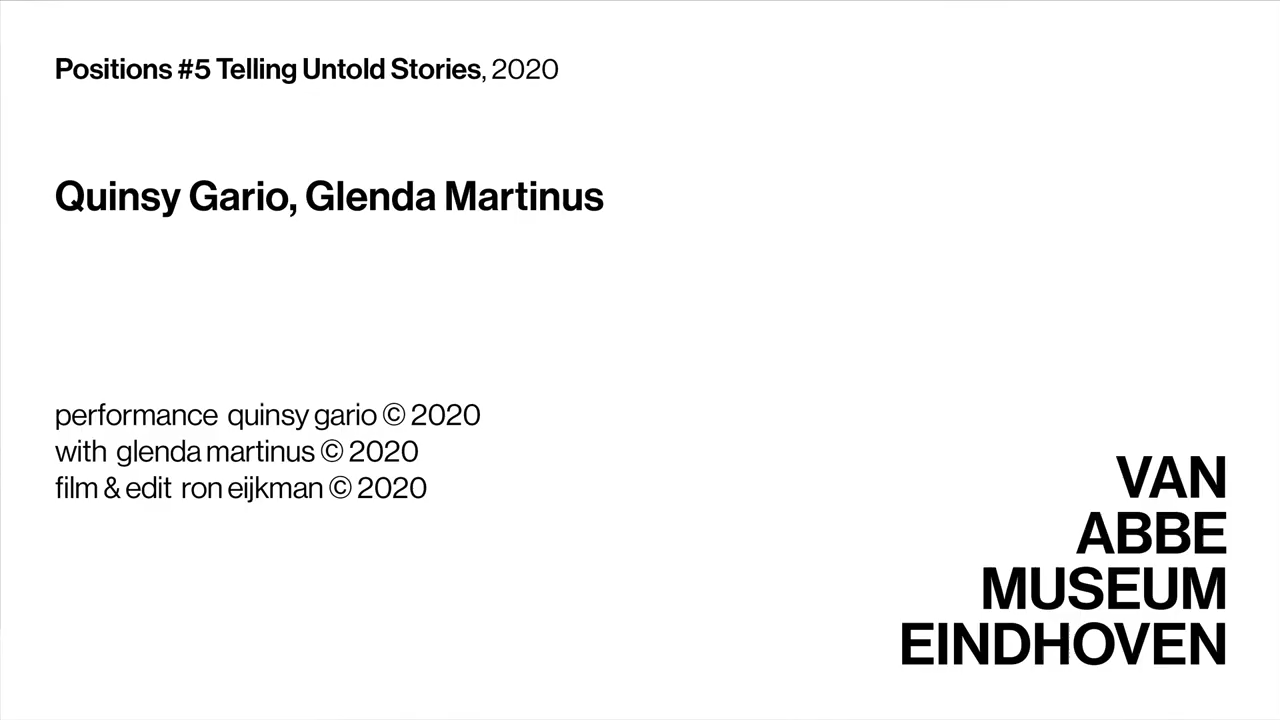 Positions #5 Telling Untold Stories, 2020
Quinsy Gario, Glenda Martinus
performance quinsy gario © 2020
with glenda martinus © 2020
film & edit ron eijkman © 2020
VAN
ABBE
MUSEUM
EINDHOVEN